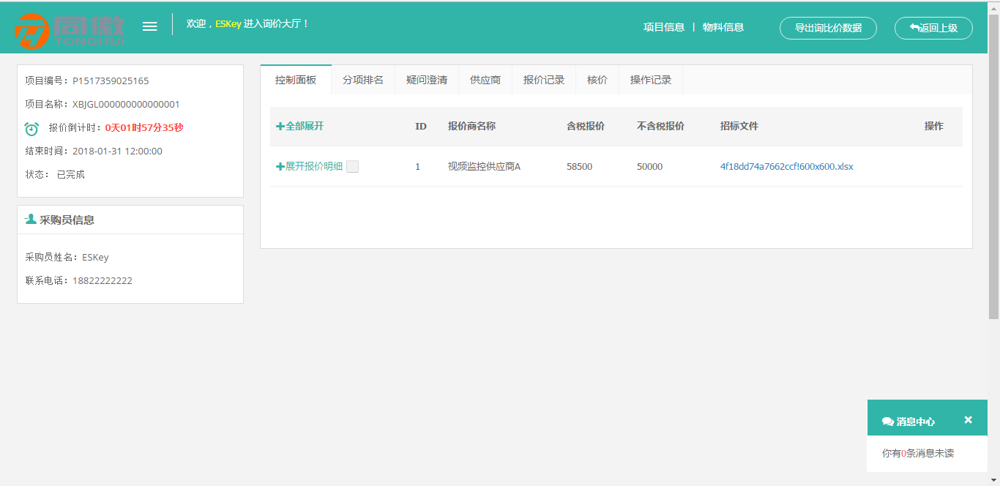 同徽
TONGHUI
欢迎，ESKey 进入询价大厅！
项目信息 | 物料信息
导出询比价数据
返回上级
项目编号：P1517359025165
项目名称：XBJGL000000000000001
报价倒计时：0天01时57分35秒
结束时间：2018-01-31 12:00:00
状态： 已完成
采购员信息
采购员姓名：ESKey
联系电话：18822222222
控制面板 分项排名 疑问澄清 供应商 报价记录 核价 操作记录
全部展开 ID 报价商名称 含税报价 不含税报价 招标文件 操作
展开报价明细 1 视频监控供应商A 58500 50000 4f18dd74a7662ccf!600x600.xlsx
消息中心 ×
你有0条消息未读